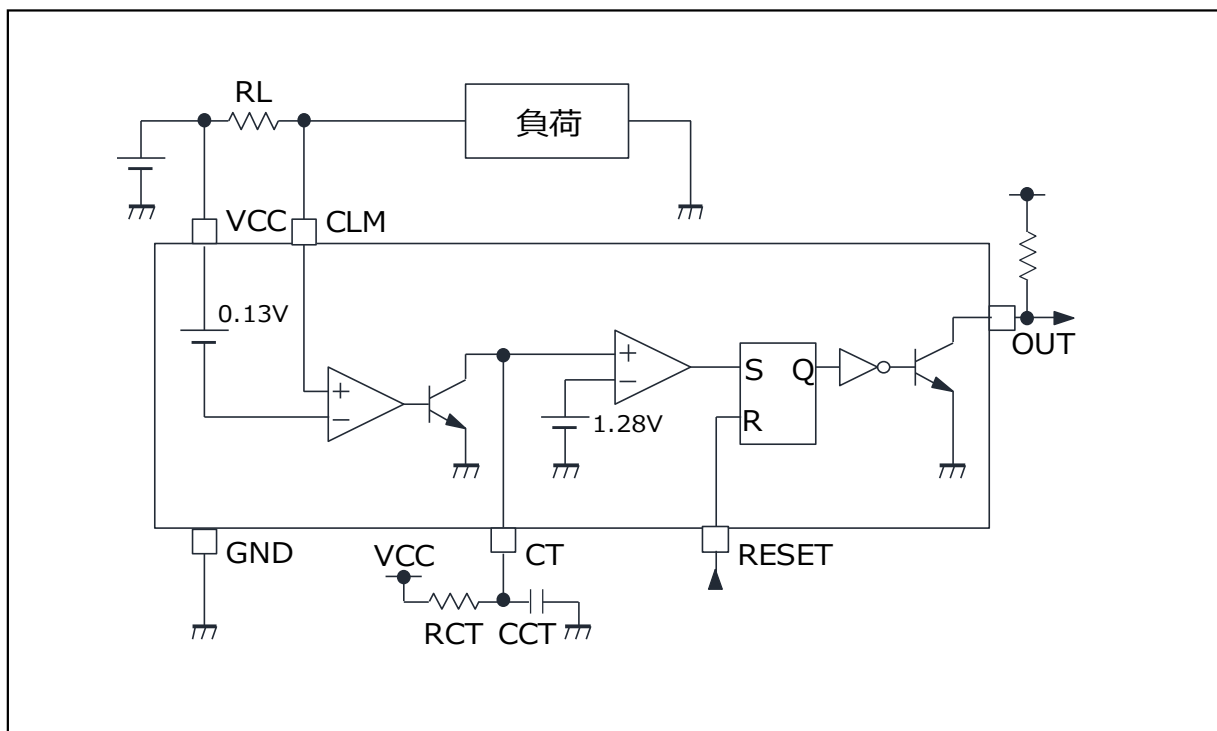 RL
負荷
VCC
CLM
0.13V
+
−
+
−
1.28V
S
Q
R
OUT
GND
VCC
CT
RESET
RCT
CCT